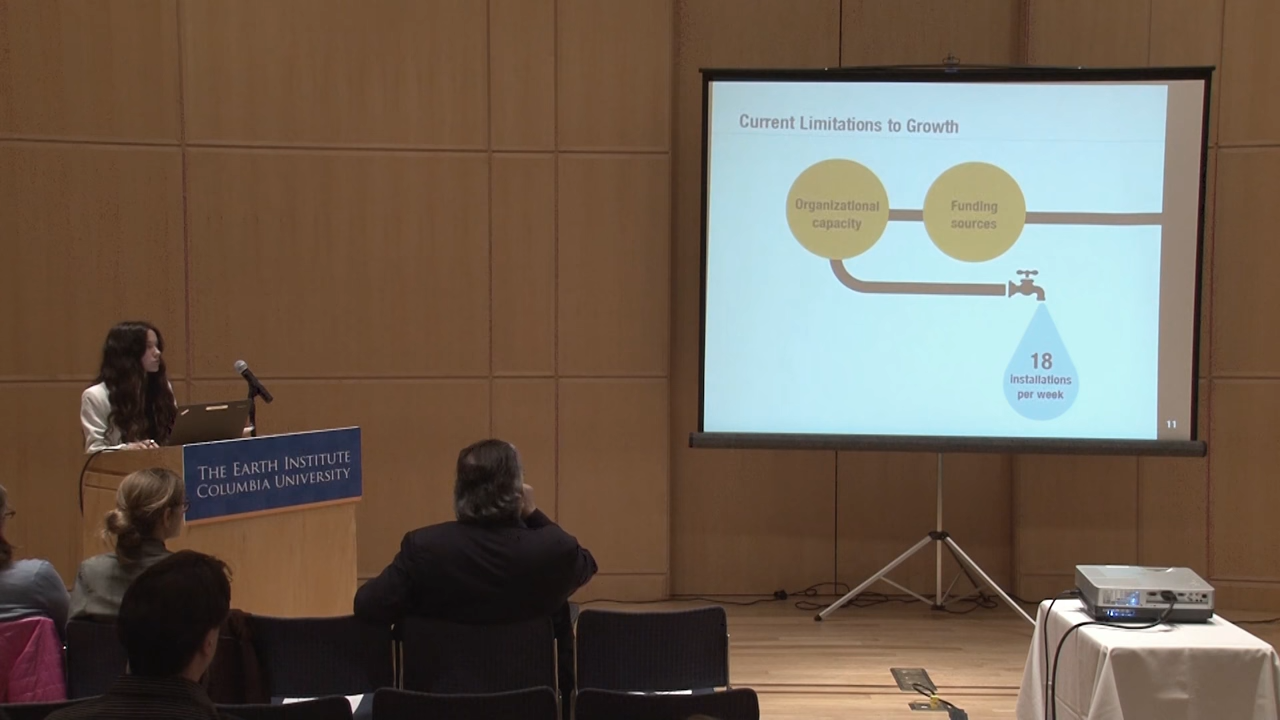 Current Limitations to Growth
Organizational
capacity
Funding
sources
18
installations
per week
11
THE EARTH INSTITUTE
COLUMBIA UNIVERSITY